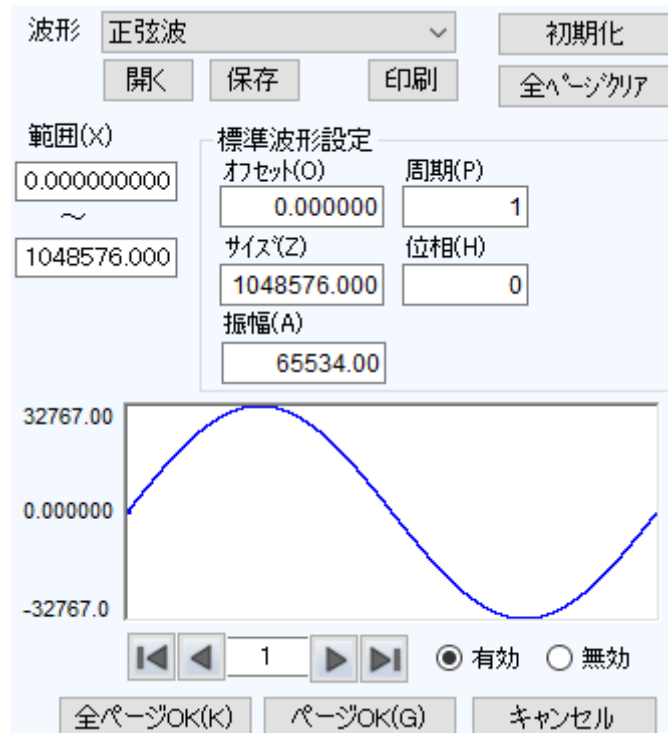 波形 正弦波 初期化
開く 保存 印刷 全ﾍﾟｰｼﾞｸﾘｱ
範囲(X) 標準波形設定
ｵﾌｾｯﾄ(O) 周期(P)
0.000000000 0.000000 1
～ ｻｲｽﾞ(Z) 位相(H)
1048576.000 1048576.000 0
振幅(A)
65534.00
32767.00
0.000000
-32767.0
1 有効 無効
全ページOK(K) ページOK(G) キャンセル